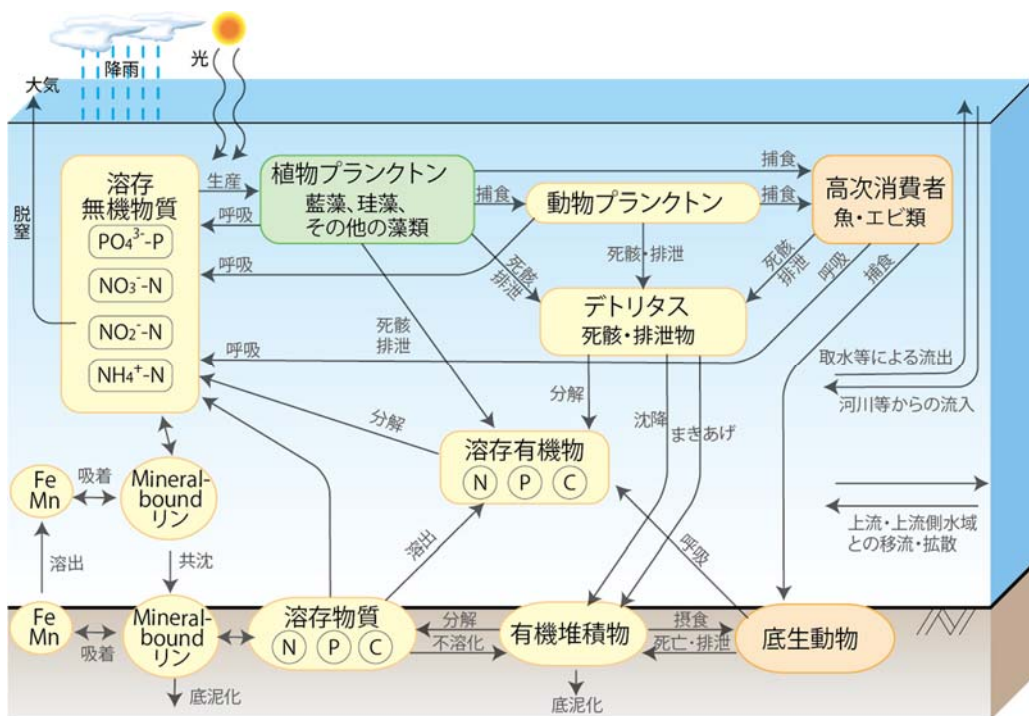 降雨
光
大気
脱窒
溶存
無機物質
PO₄³⁻-P
NO₃⁻-N
NO₂⁻-N
NH₄⁺-N
生産
呼吸
植物プランクトン
藍藻、珪藻、
その他の藻類
捕食
捕食
動物プランクトン
捕食
高次消費者
魚・エビ類
呼吸
死骸
排泄
死骸・排泄
死骸
排泄
呼吸
捕食
デトリタス
死骸・排泄物
呼吸
死骸
排泄
取水等による流出
河川等からの流入
分解
分解
沈降
まきあげ
溶存有機物
N P C
Fe
Mn
吸着
Mineral-
bound
リン
上流・上流側水域
との移流・拡散
溶出
共沈
溶出
呼吸
Fe
Mn
吸着
Mineral-
bound
リン
溶存物質
N P C
分解
不溶化
有機堆積物
摂食
死亡・排泄
底生動物
底泥化
底泥化